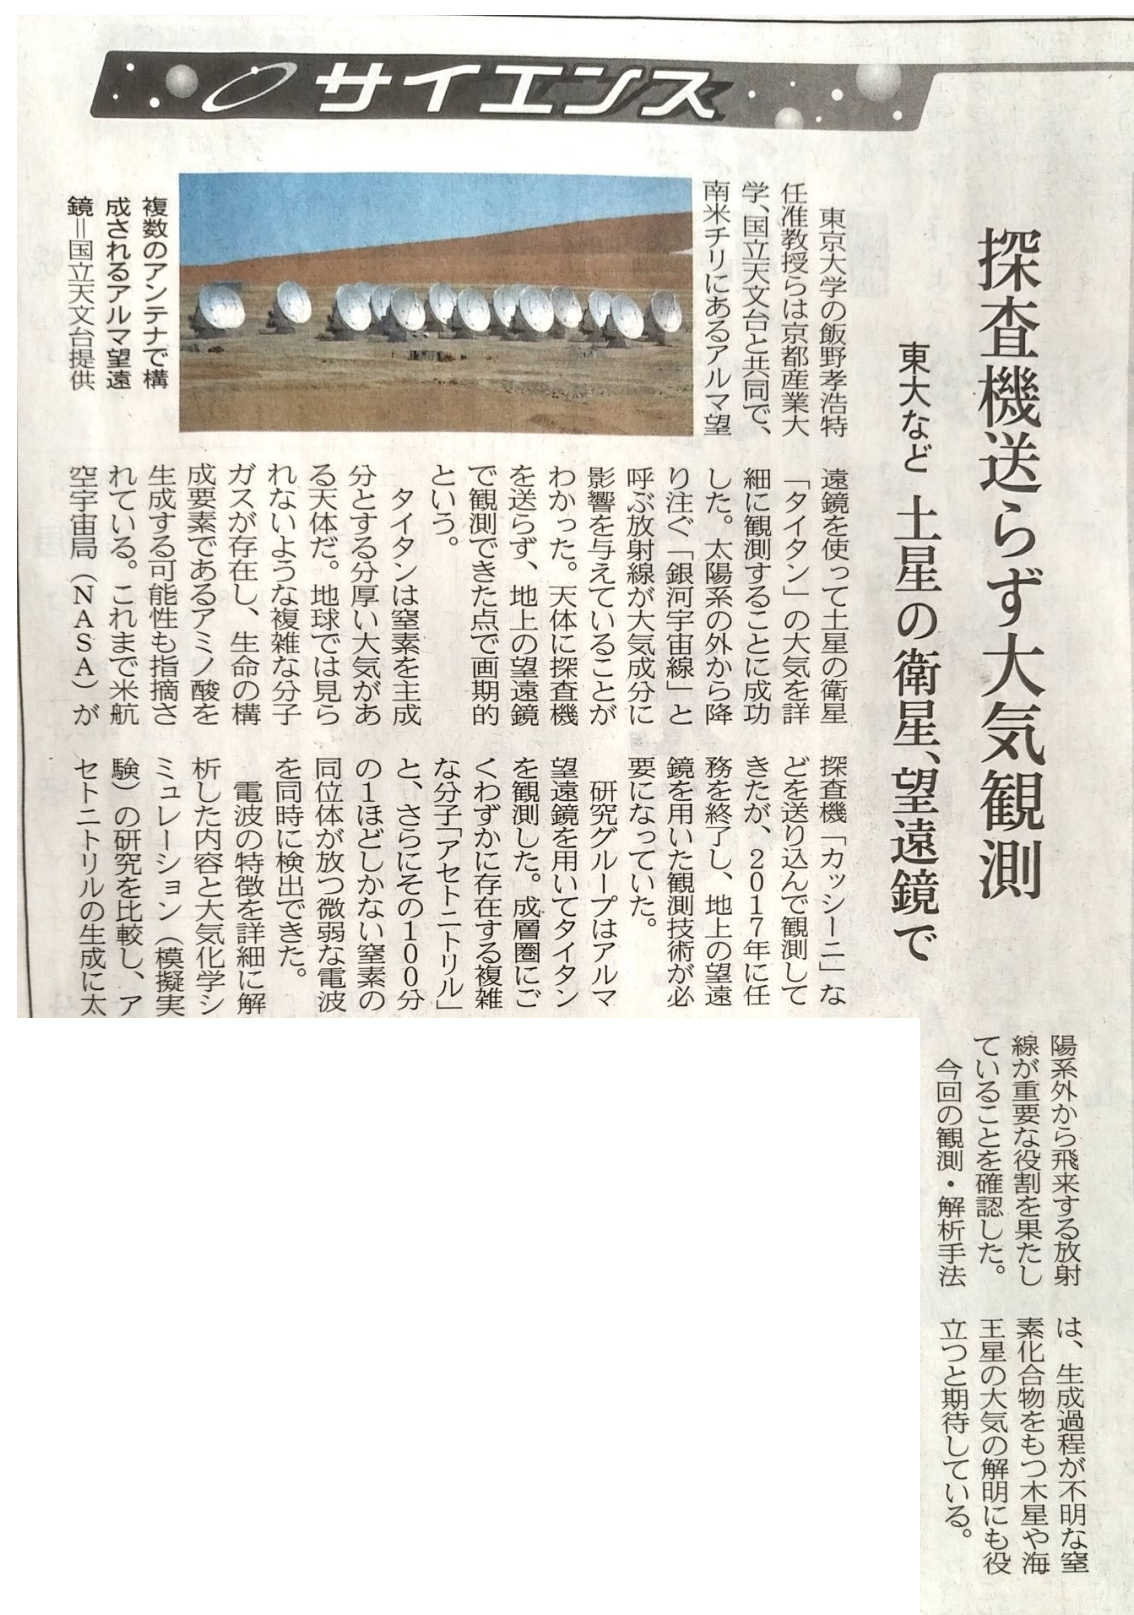 サイエンス
探査機送らず大気観測
東大など 土星の衛星、望遠鏡で
複数のアンテナで構
成されるアルマ望遠
鏡=国立天文台提供
東京大学の飯野孝浩特
任准教授らは京都産業大
学、国立天文台と共同で、
南米チリにあるアルマ望
遠鏡を使って土星の衛星
「タイタン」の大気を詳
細に観測することに成功
した。太陽系の外から降
り注ぐ「銀河宇宙線」と
呼ぶ放射線が大気成分に
影響を与えていることが
わかった。天体に探査機
を送らず、地上の望遠鏡
で観測できた点で画期的
という。
タイタンは窒素を主成
分とする分厚い大気があ
る天体だ。地球では見ら
れないような複雑な分子
ガスが存在し、生命の構
成要素であるアミノ酸を
生成する可能性も指摘さ
れている。これまで米航
空宇宙局(NASA)が
探査機「カッシーニ」な
どを送り込んで観測して
きたが、2017年に任
務を終了し、地上の望遠
鏡を用いた観測技術が必
要になっていた。
研究グループはアルマ
望遠鏡を用いてタイタン
を観測した。成層圏にご
くわずかに存在する複雑
な分子「アセトニトリル」
と、さらにその100分
の1ほどしかない窒素の
同位体が放つ微弱な電波
を同時に検出できた。
電波の特徴を詳細に解
析した内容と大気化学シ
ミュレーション(模擬実
験)の研究を比較し、ア
セトニトリルの生成に太
陽系外から飛来する放射
線が重要な役割を果たし
ていることを確認した。
今回の観測・解析手法
は、生成過程が不明な窒
素化合物をもつ木星や海
王星の大気の解明にも役
立つと期待している。